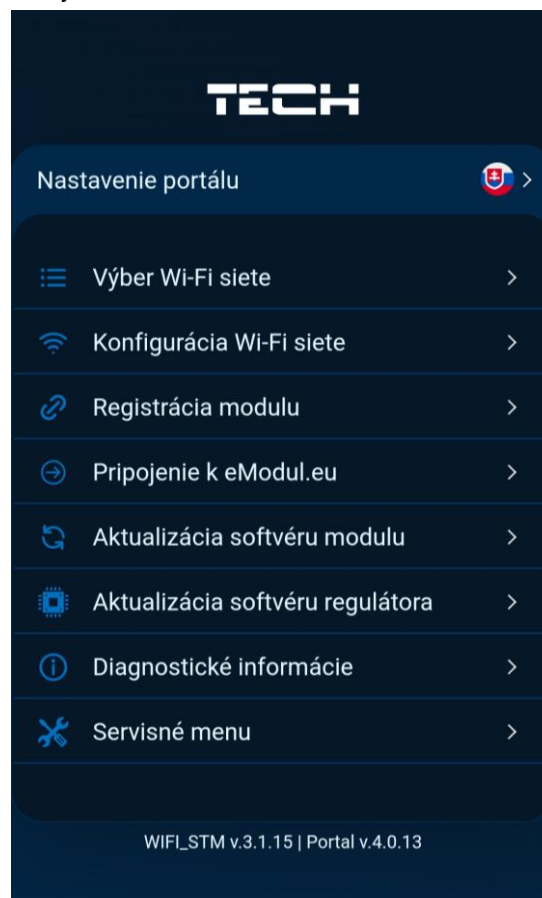 TECH
Nastavenie portálu
Výber Wi-Fi siete
Konfigurácia Wi-Fi siete
Registrácia modulu
Pripojenie k eModul.eu
Aktualizácia softvéru modulu
Aktualizácia softvéru regulátora
Diagnostické informácie
Servisné menu
WIFI_STM v.3.1.15 | Portal v.4.0.13